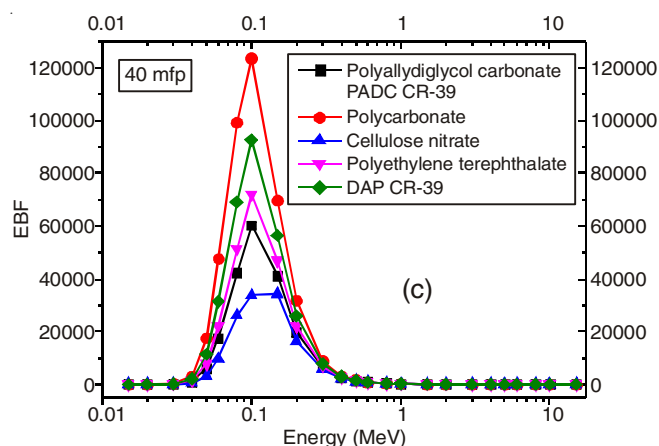 0.01 0.1 1 10
120000 120000
40 mfp
Polyallydiglycol carbonate
PADC CR-39
100000 100000
Polycarbonate
Cellulose nitrate
Polyethylene terephthalate
80000 80000
DAP CR-39
EBF
60000 60000
40000 40000
(c)
20000 20000
0 0
0.01 0.1 1 10
Energy (MeV)